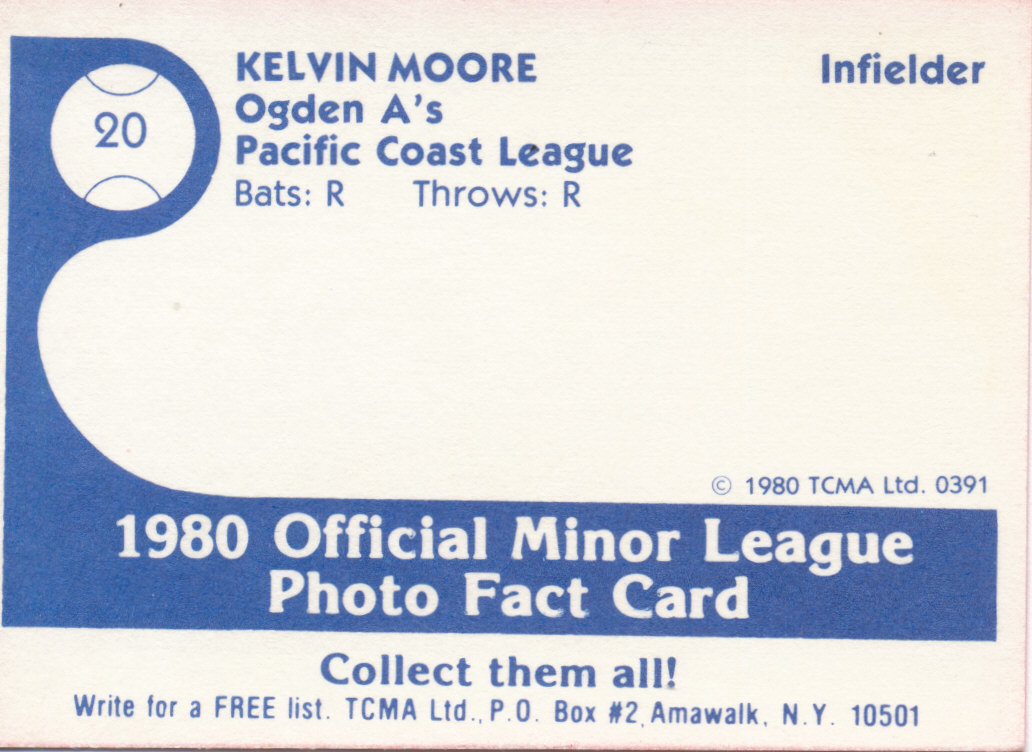 20
KELVIN MOORE Infielder
Ogden A's
Pacific Coast League
Bats: R Throws: R
© 1980 TCMA Ltd. 0391
1980 Official Minor League
Photo Fact Card
Collect them all!
Write for a FREE list. TCMA Ltd., P.O. Box #2, Amawalk, N.Y. 10501